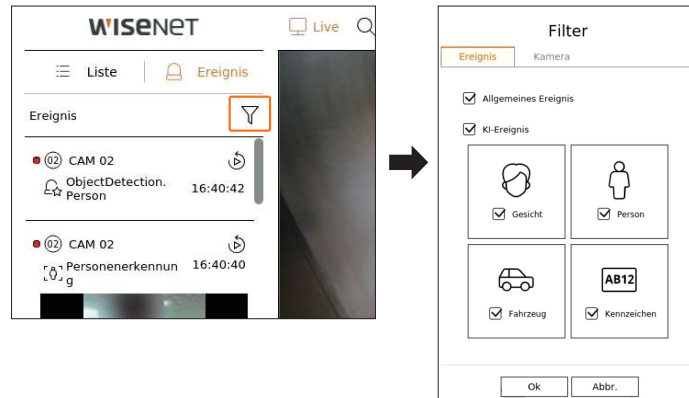 WISENET
Live
Liste
Ereignis
Ereignis
02 CAM 02
ObjectDetection.
Person
16:40:42
02 CAM 02
Personenerkennun
g
16:40:40
Filter
Ereignis Kamera
Allgemeines Ereignis
KI-Ereignis
Gesicht
Person
AB12
Fahrzeug
Kennzeichen
Ok
Abbr.